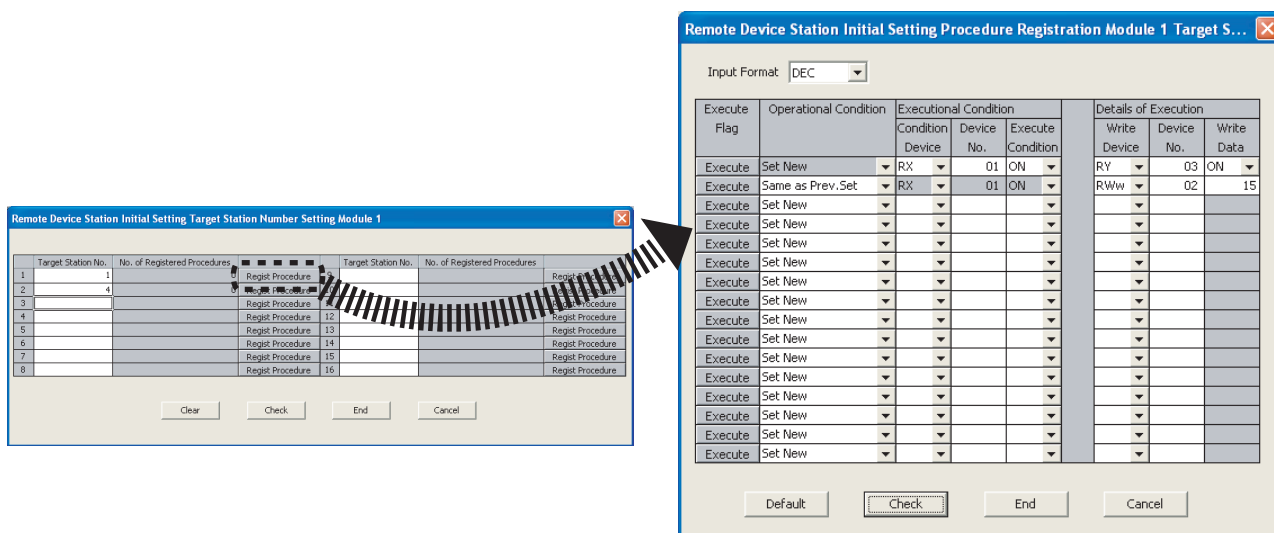 Remote Device Station Initial Setting Target Station Number Setting Module 1
Target Station No. No. of Registered Procedures Target Station No. No. of Registered Procedures
1 1 0 Regist Procedure 9 Regist Procedure
2 4 0 Regist Procedure 10 Regist Procedure
3 Regist Procedure Regist Procedure
4 Regist Procedure 12 Regist Procedure
5 Regist Procedure 13 Regist Procedure
6 Regist Procedure 14 Regist Procedure
7 Regist Procedure 15 Regist Procedure
8 Regist Procedure 16 Regist Procedure
Clear Check End Cancel
Remote Device Station Initial Setting Procedure Registration Module 1 Target S...
Input Format DEC
Execute Operational Condition Executional Condition Details of Execution
Flag Condition Device Execute Write Device Write
Device No. Condition Device No. Data
Execute Set New RX 01 ON RY 03 ON
Execute Same as Prev.Set RX 01 ON RWw 02 15
Execute Set New
Execute Set New
Execute Set New
Execute Set New
Execute Set New
Execute Set New
Execute Set New
Execute Set New
Execute Set New
Execute Set New
Execute Set New
Execute Set New
Execute Set New
Execute Set New
Default Check End Cancel